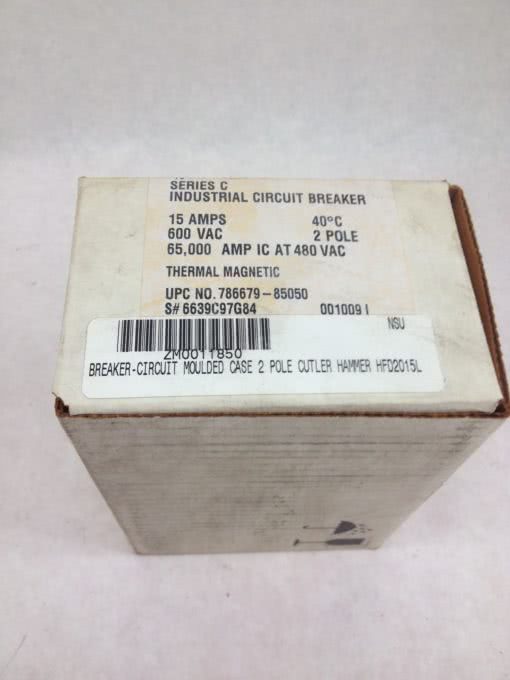 SERIES C
INDUSTRIAL CIRCUIT BREAKER
15 AMPS 40°C
600 VAC 2 POLE
65,000 AMP IC AT 480 VAC
THERMAL MAGNETIC
UPC NO. 786679-85050
S# 6639C97G84 001009 I
NSU
ZM0011850
BREAKER-CIRCUIT MOULDED CASE 2 POLE CUTLER HAMMER HFD2015L